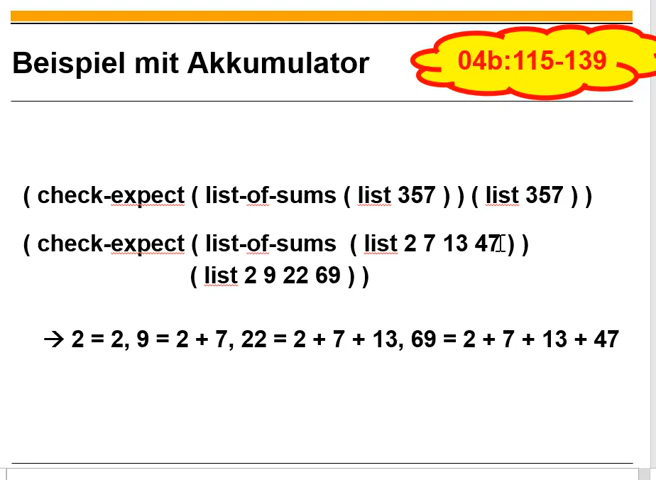 Beispiel mit Akkumulator
04b:115-139
( check-expect ( list-of-sums ( list 357 ) ) ( list 357 ) )
( check-expect ( list-of-sums ( list 2 7 13 47 ) ) 
( list 2 9 22 69 ) )
→ 2 = 2, 9 = 2 + 7, 22 = 2 + 7 + 13, 69 = 2 + 7 + 13 + 47